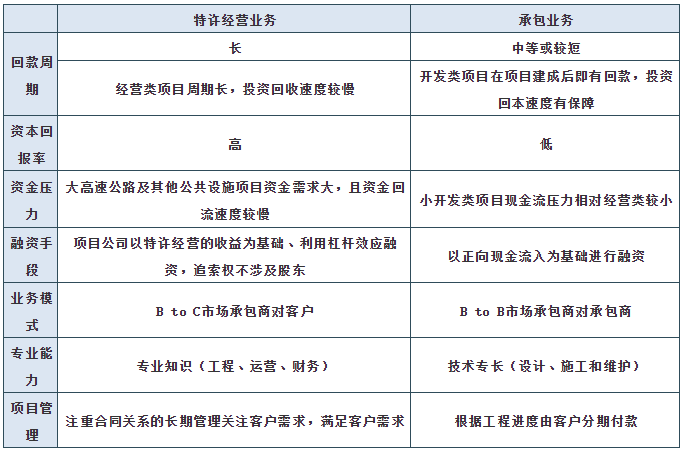 特许经营业务 承包业务
回款周期
长 中等或较短
经营类项目周期长，投资回收速度较慢
开发类项目在项目建成后即有回款，投资
回本速度有保障
资本回
报率
高 低
资金压
力
大高速公路及其他公共设施项目资金需求大，且资金回
流速度较慢
小开发类项目现金流压力相对经营类较小
融资手
段
项目公司以特许经营的收益为基础、利用杠杆效应融
资，追索权不涉及股东
以正向现金流入为基础进行融资
业务模
式
B to C市场承包商对客户
B to B市场承包商对承包商
专业能
力
专业知识（工程、运营、财务）
技术专长（设计、施工和维护）
项目管
理
注重合同关系的长期管理关注客户需求，满足客户需求
根据工程进度由客户分期付款